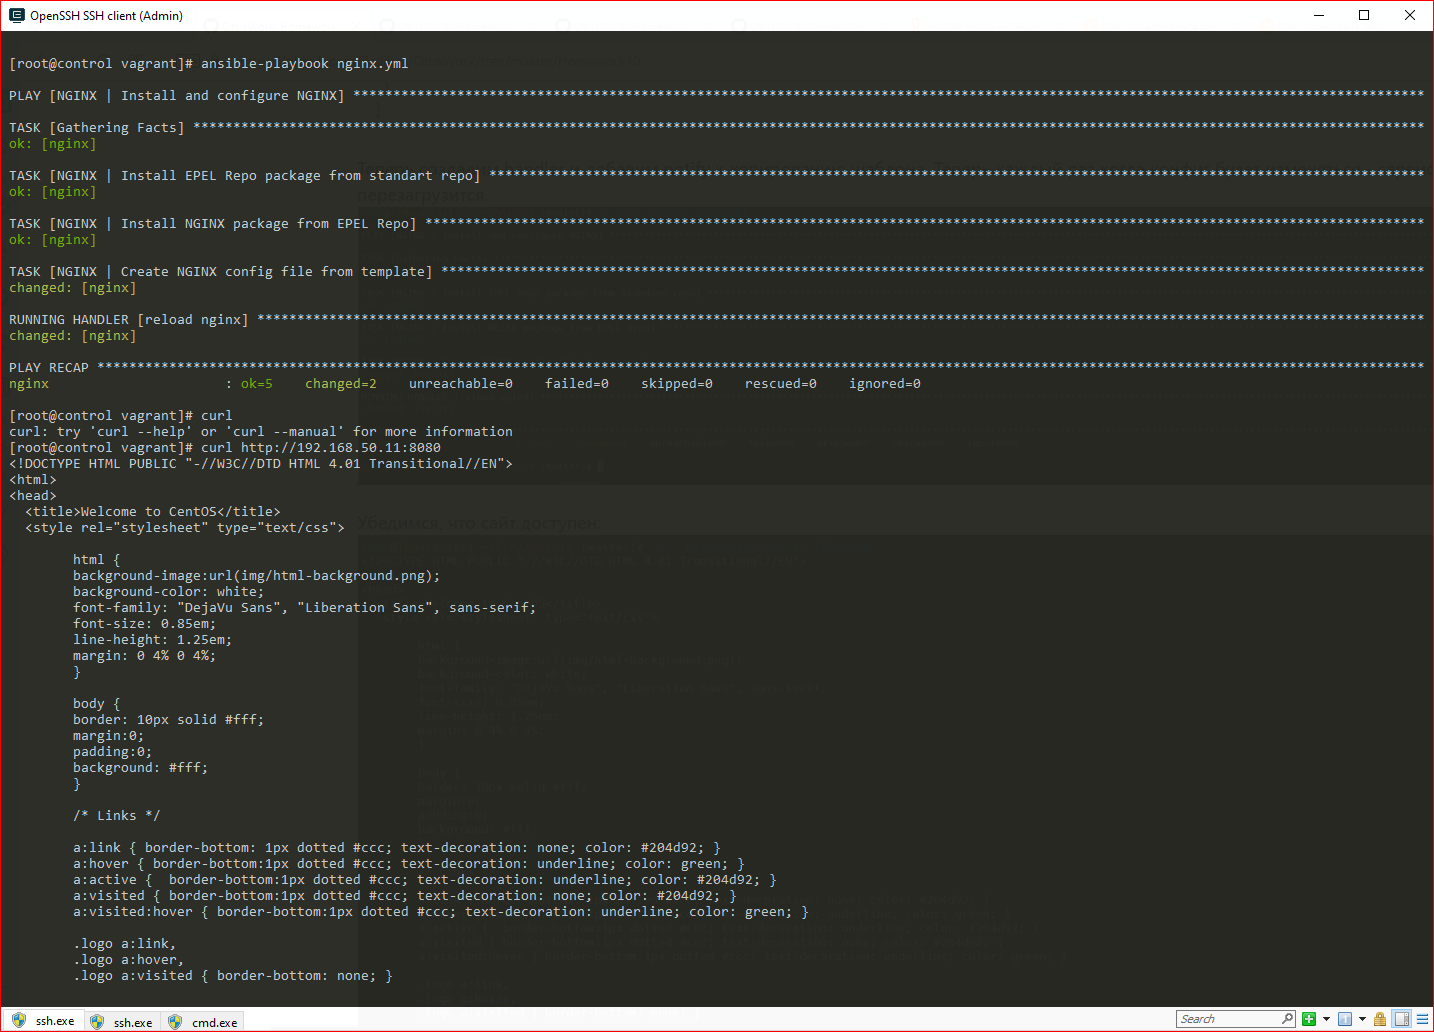 OpenSSH SSH client (Admin)
[root@control vagrant]# ansible-playbook nginx.yml
PLAY [NGINX | Install and configure NGINX] **************************************************************************************************************************************
TASK [Gathering Facts] **********************************************************************************************************************************************************
ok: [nginx]
TASK [NGINX | Install EPEL Repo package from standart repo] *********************************************************************************************************************
ok: [nginx]
TASK [NGINX | Install NGINX package from EPEL Repo] *****************************************************************************************************************************
ok: [nginx]
TASK [NGINX | Create NGINX config file from template] ***************************************************************************************************************************
changed: [nginx]
RUNNING HANDLER [reload nginx] **************************************************************************************************************************************************
changed: [nginx]
PLAY RECAP **********************************************************************************************************************************************************************
nginx                      : ok=5    changed=2    unreachable=0    failed=0    skipped=0    rescued=0    ignored=0
[root@control vagrant]# curl
curl: try 'curl --help' or 'curl --manual' for more information
[root@control vagrant]# curl http://192.168.50.11:8080
<!DOCTYPE HTML PUBLIC "-//W3C//DTD HTML 4.01 Transitional//EN">
<html>
<head>
  <title>Welcome to CentOS</title>
  <style rel="stylesheet" type="text/css">
        html {
        background-image:url(img/html-background.png);
        background-color: white;
        font-family: "DejaVu Sans", "Liberation Sans", sans-serif;
        font-size: 0.85em;
        line-height: 1.25em;
        margin: 0 4% 0 4%;
        }
        body {
        border: 10px solid #fff;
        margin:0;
        padding:0;
        background: #fff;
        }
        /* Links */
        a:link { border-bottom: 1px dotted #ccc; text-decoration: none; color: #204d92; }
        a:hover { border-bottom:1px dotted #ccc; text-decoration: underline; color: green; }
        a:active {  border-bottom:1px dotted #ccc; text-decoration: underline; color: #204d92; }
        a:visited { border-bottom:1px dotted #ccc; text-decoration: none; color: #204d92; }
        a:visited:hover { border-bottom:1px dotted #ccc; text-decoration: underline; color: green; }
        .logo a:link,
        .logo a:hover,
        .logo a:visited { border-bottom: none; }
перезагрузится
Убедимся, что сайт доступен:
ssh.exe ssh.exe cmd.exe Search